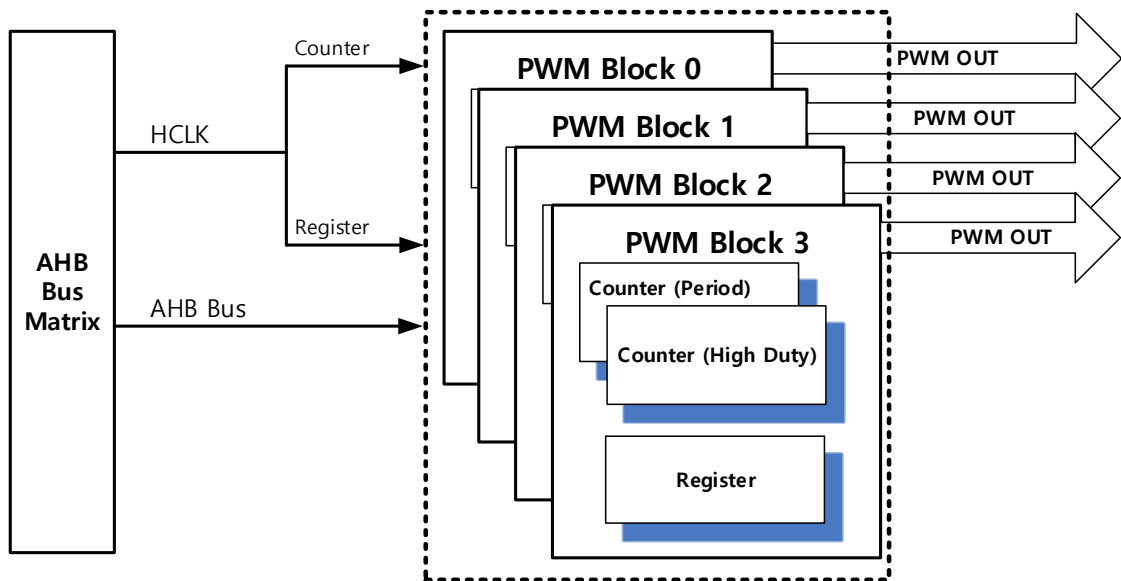 AHB
Bus
Matrix
HCLK
Counter
Register
AHB Bus
PWM Block 0
PWM Block 1
PWM Block 2
PWM Block 3
Counter (Period)
Counter (High Duty)
Register
PWM OUT
PWM OUT
PWM OUT
PWM OUT